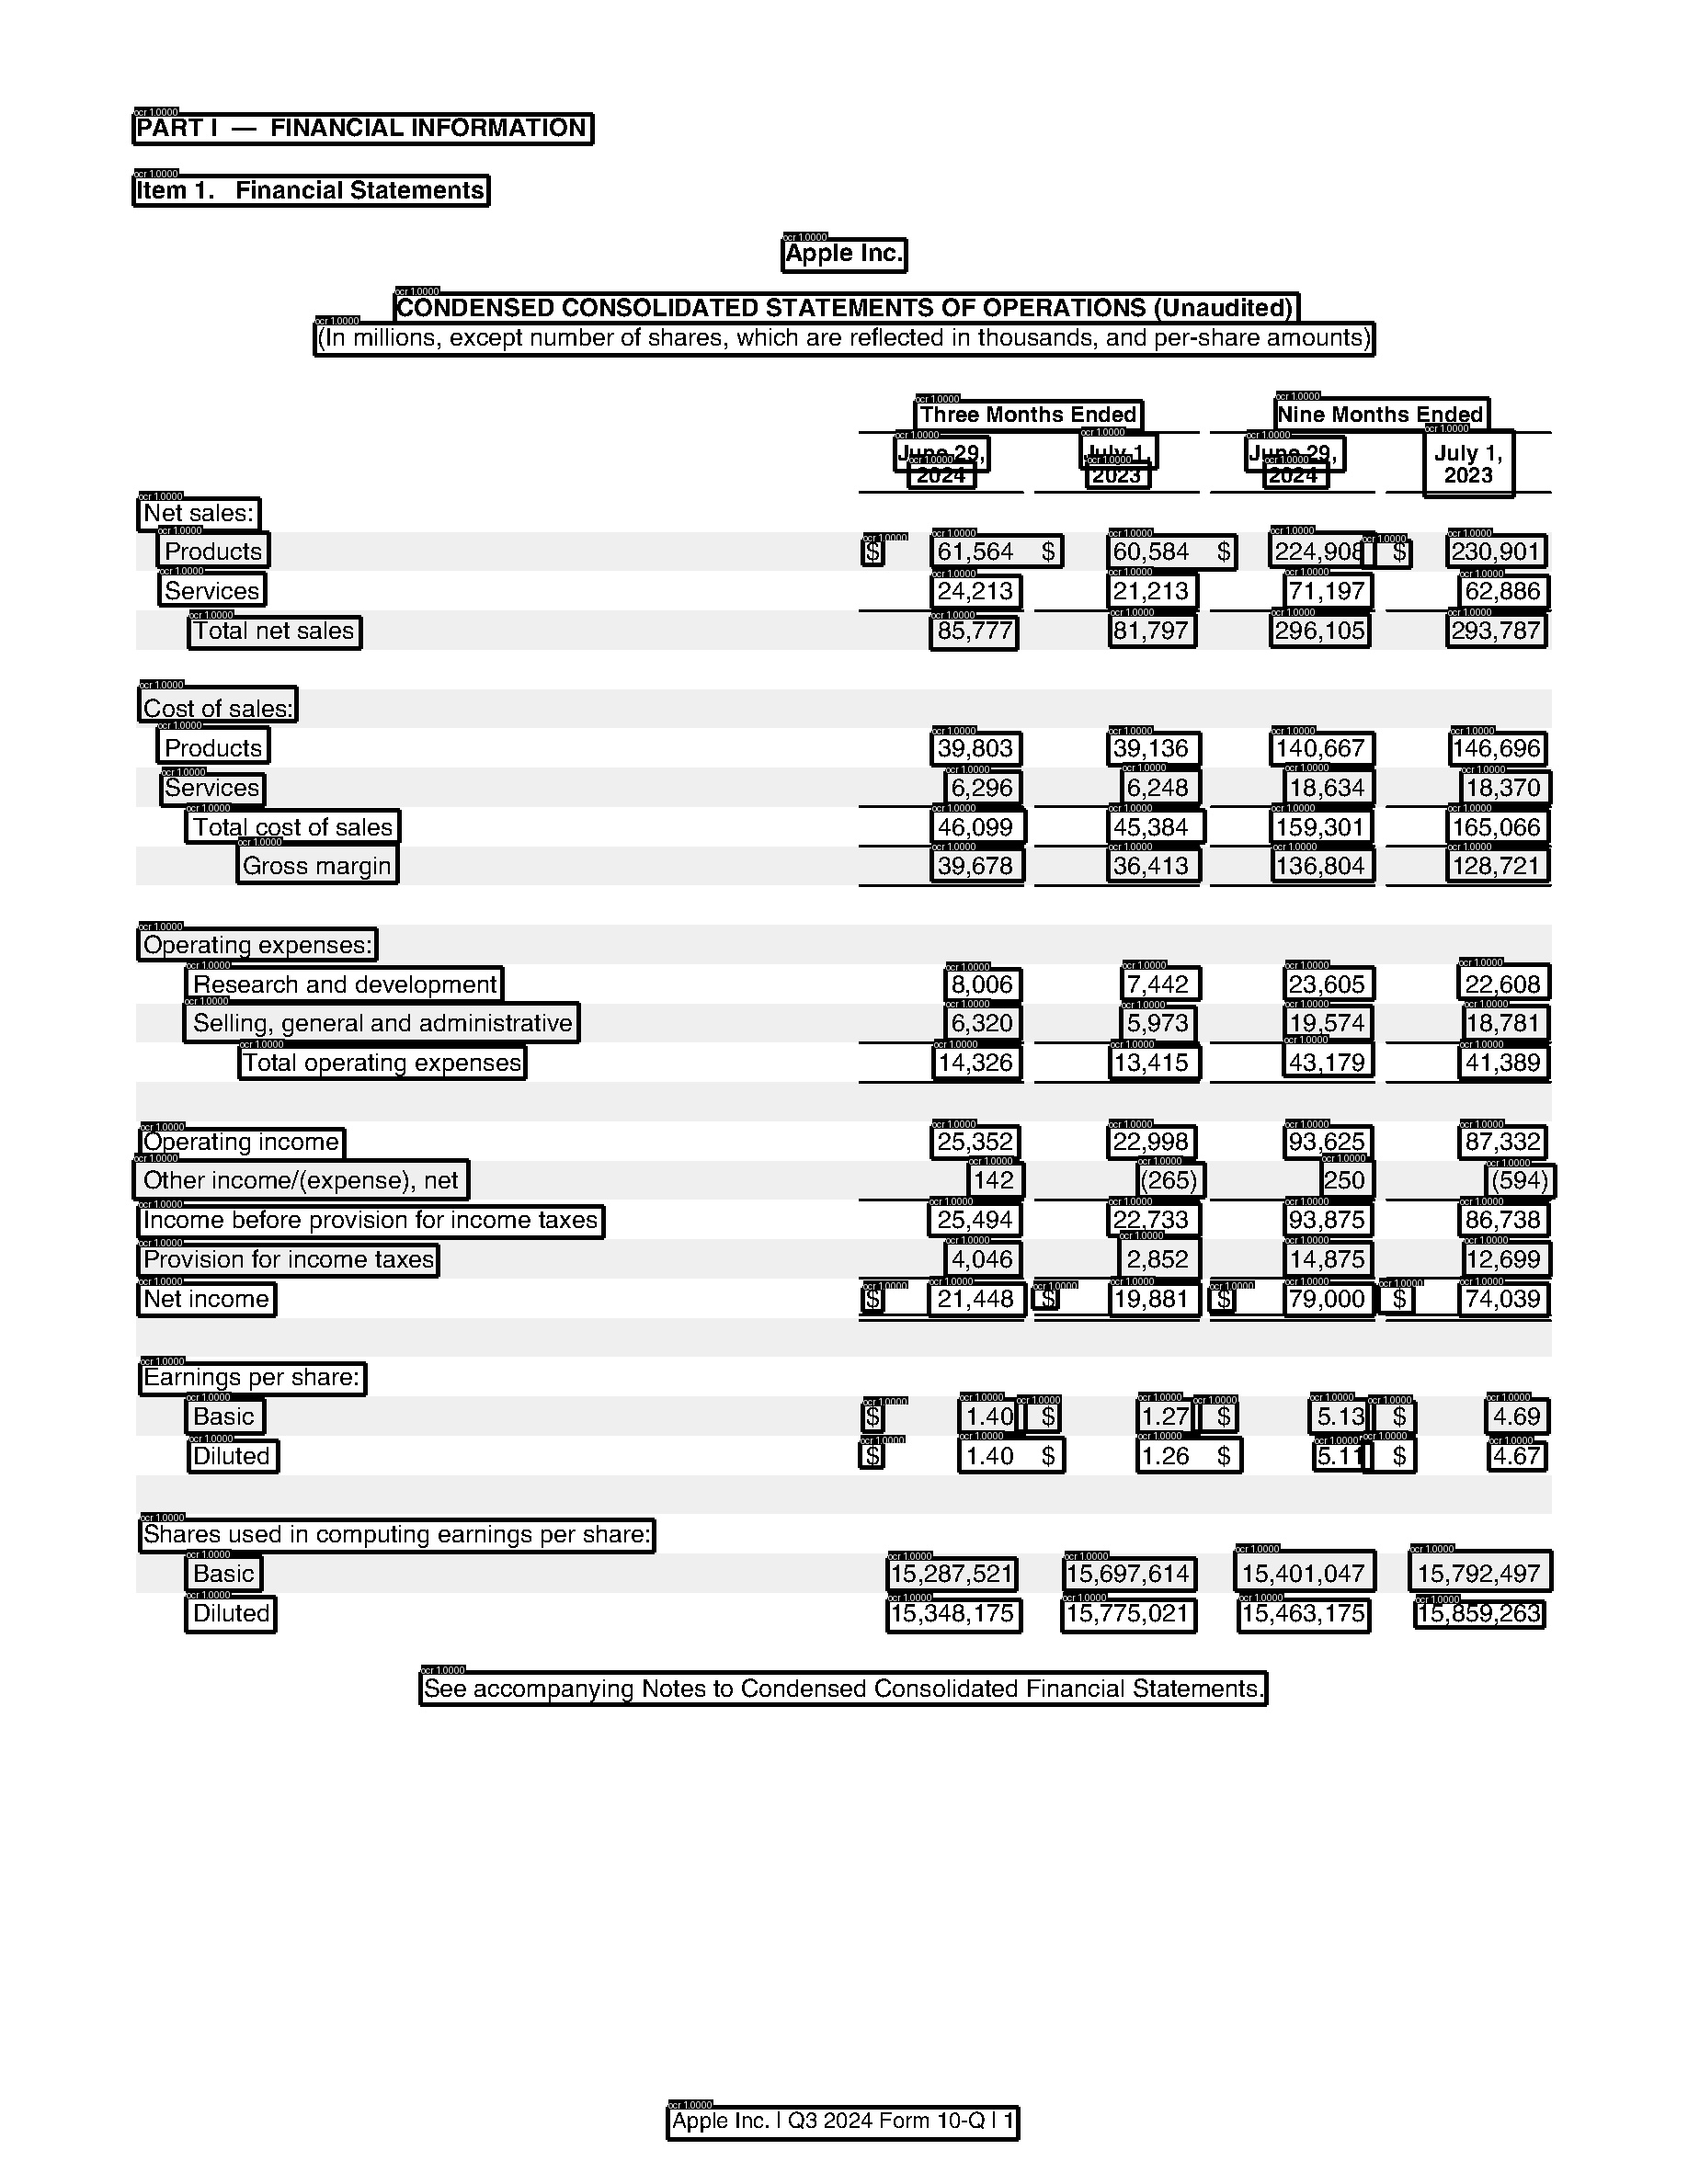 PART I — FINANCIAL INFORMATION
Item 1. Financial Statements
Apple Inc.
CONDENSED CONSOLIDATED STATEMENTS OF OPERATIONS (Unaudited)
(In millions, except number of shares, which are reflected in thousands, and per-share amounts)
Three Months Ended Nine Months Ended
June 29, 2024 July 1, 2023 June 29, 2024 July 1, 2023
Net sales:
Products $ 61,564 $ 60,584 $ 224,908 $ 230,901
Services 24,213 21,213 71,197 62,886
Total net sales 85,777 81,797 296,105 293,787
Cost of sales:
Products 39,803 39,136 140,667 146,696
Services 6,296 6,248 18,634 18,370
Total cost of sales 46,099 45,384 159,301 165,066
Gross margin 39,678 36,413 136,804 128,721
Operating expenses:
Research and development 8,006 7,442 23,605 22,608
Selling, general and administrative 6,320 5,973 19,574 18,781
Total operating expenses 14,326 13,415 43,179 41,389
Operating income 25,352 22,998 93,625 87,332
Other income/(expense), net 142 (265) 250 (594)
Income before provision for income taxes 25,494 22,733 93,875 86,738
Provision for income taxes 4,046 2,852 14,875 12,699
Net income $ 21,448 $ 19,881 $ 79,000 $ 74,039
Earnings per share:
Basic $ 1.40 $ 1.27 $ 5.13 $ 4.69
Diluted $ 1.40 $ 1.26 $ 5.11 $ 4.67
Shares used in computing earnings per share:
Basic 15,287,521 15,697,614 15,401,047 15,792,497
Diluted 15,348,175 15,775,021 15,463,175 15,859,263
See accompanying Notes to Condensed Consolidated Financial Statements.
Apple Inc. | Q3 2024 Form 10-Q | 1